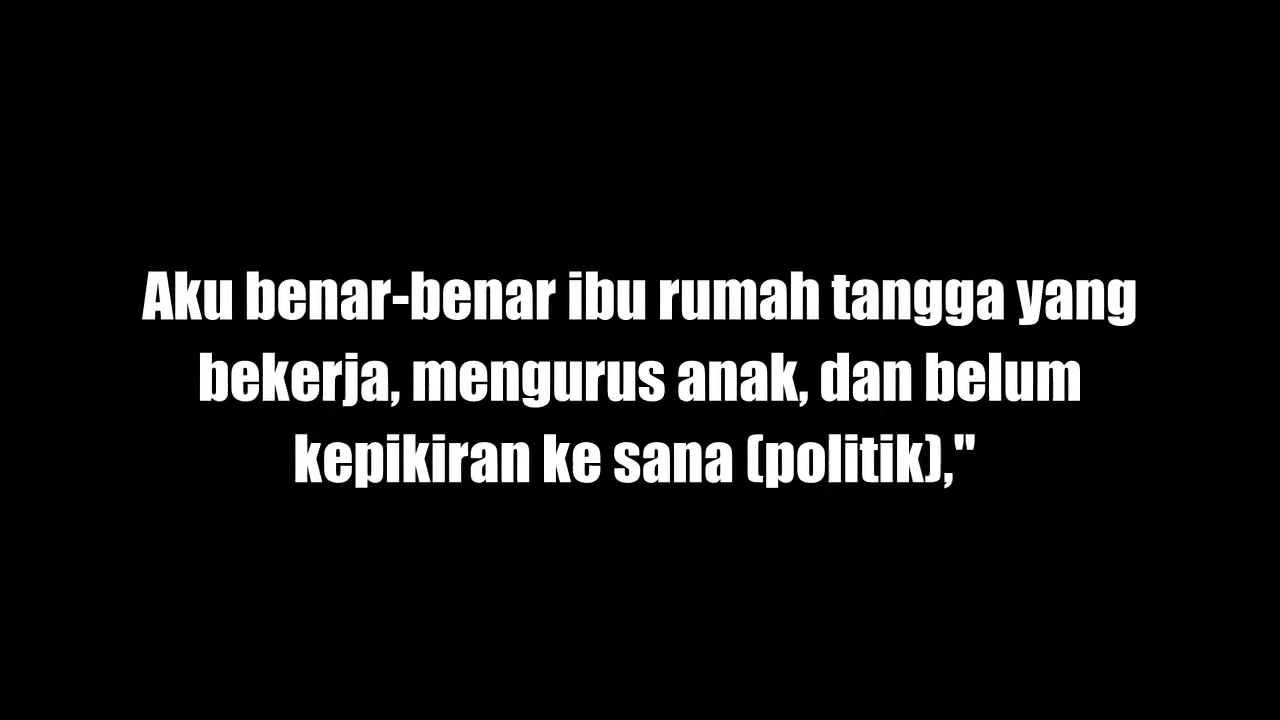 Aku benar-benar ibu rumah tangga yang
bekerja, mengurus anak, dan belum
kepikiran ke sana (politik),"